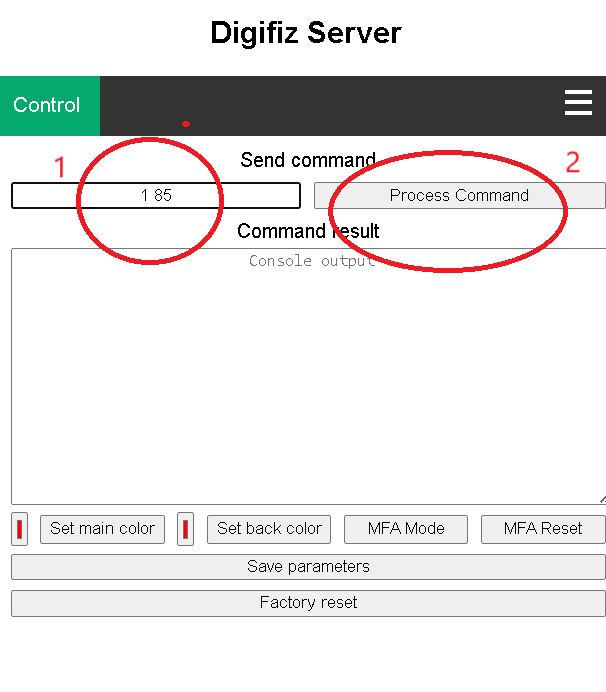 Digifiz Server
Control
1
Send command
2
1 85
Process Command
Command result
Console output
Set main color
Set back color
MFA Mode
MFA Reset
Save parameters
Factory reset